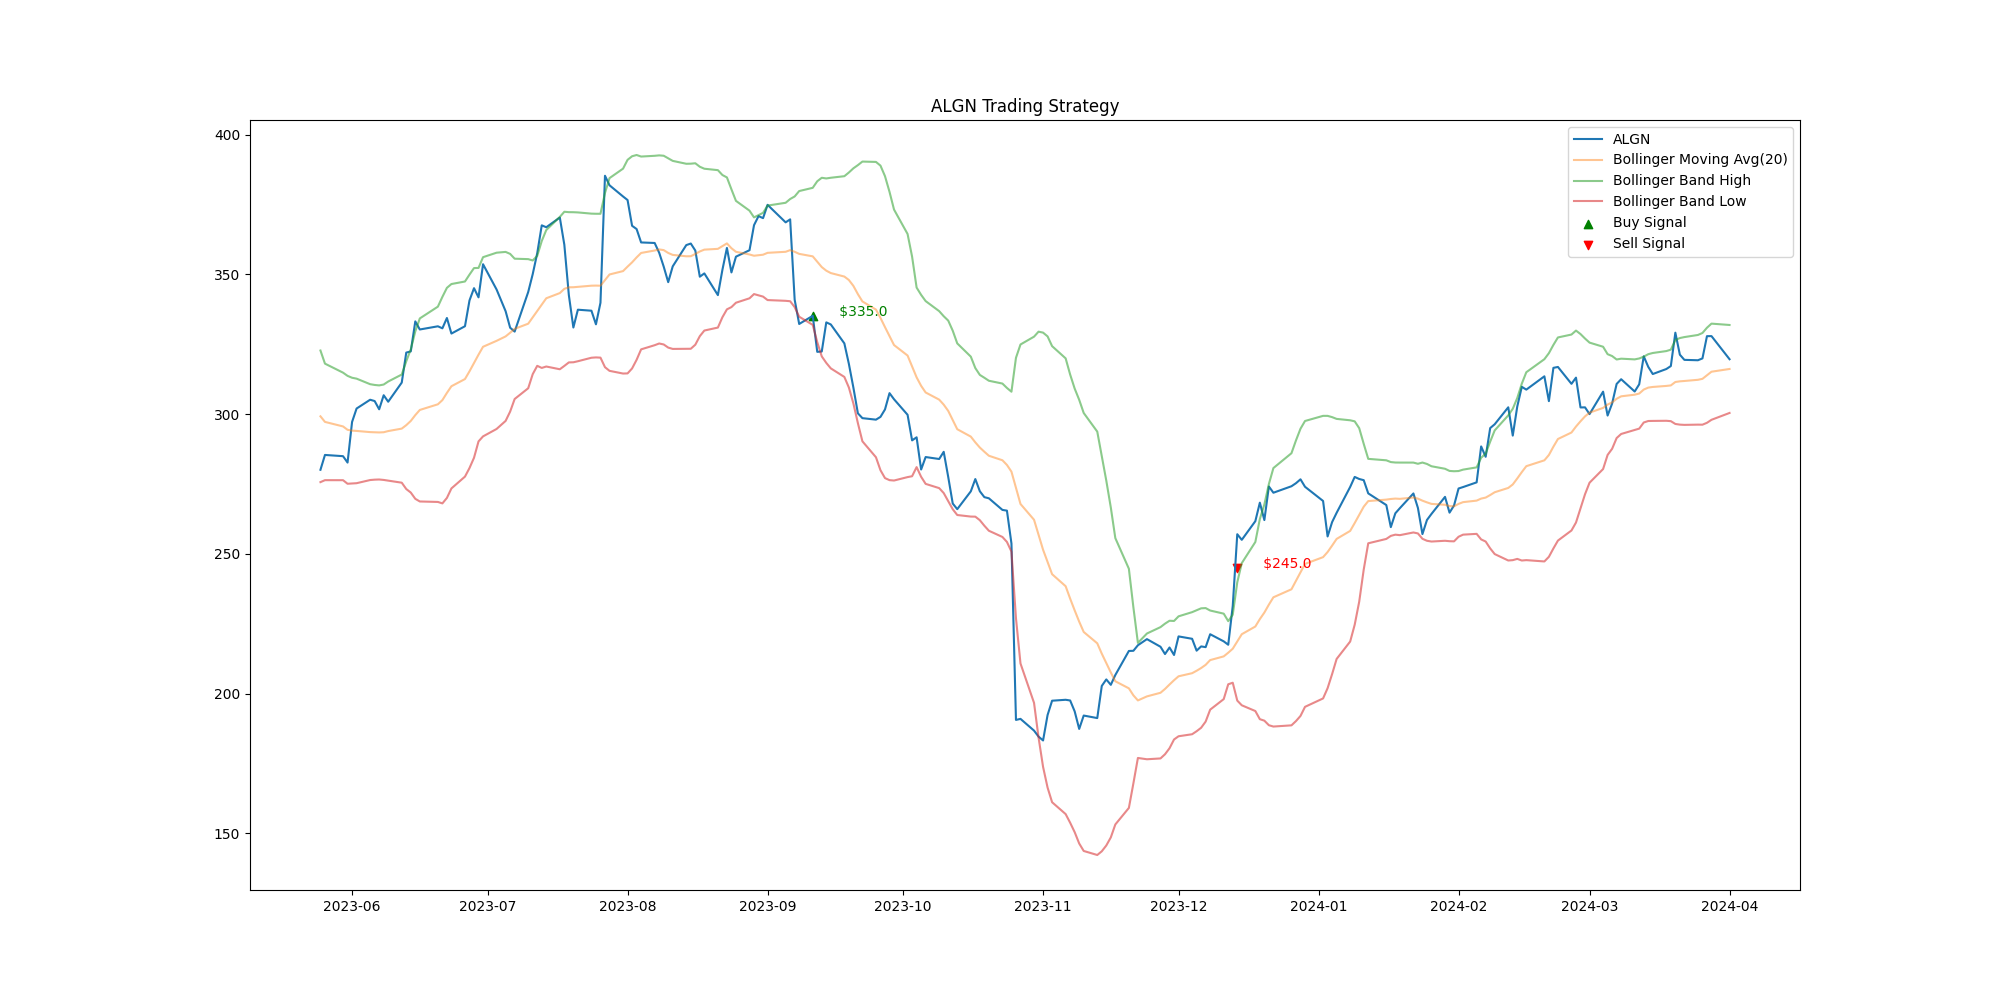 ALGN Trading Strategy
400
350
300
250
200
150
ALGN
Bollinger Moving Avg(20)
Bollinger Band High
Bollinger Band Low
Buy Signal
Sell Signal
$335.0
$245.0
2023-06 2023-07 2023-08 2023-09 2023-10 2023-11 2023-12 2024-01 2024-02 2024-03 2024-04